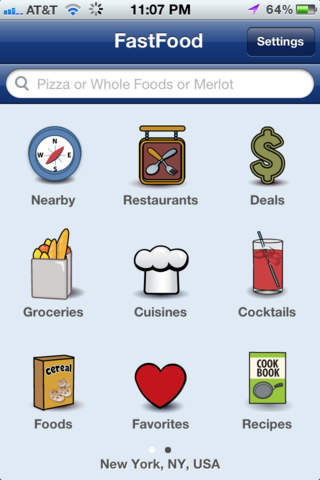 AT&T 11:07 PM 64%
FastFood
Settings
Pizza or Whole Foods or Merlot
N
W E
S
Nearby Restaurants Deals
Groceries Cuisines Cocktails
cereal
COOK
BOOK
Foods Favorites Recipes
New York, NY, USA